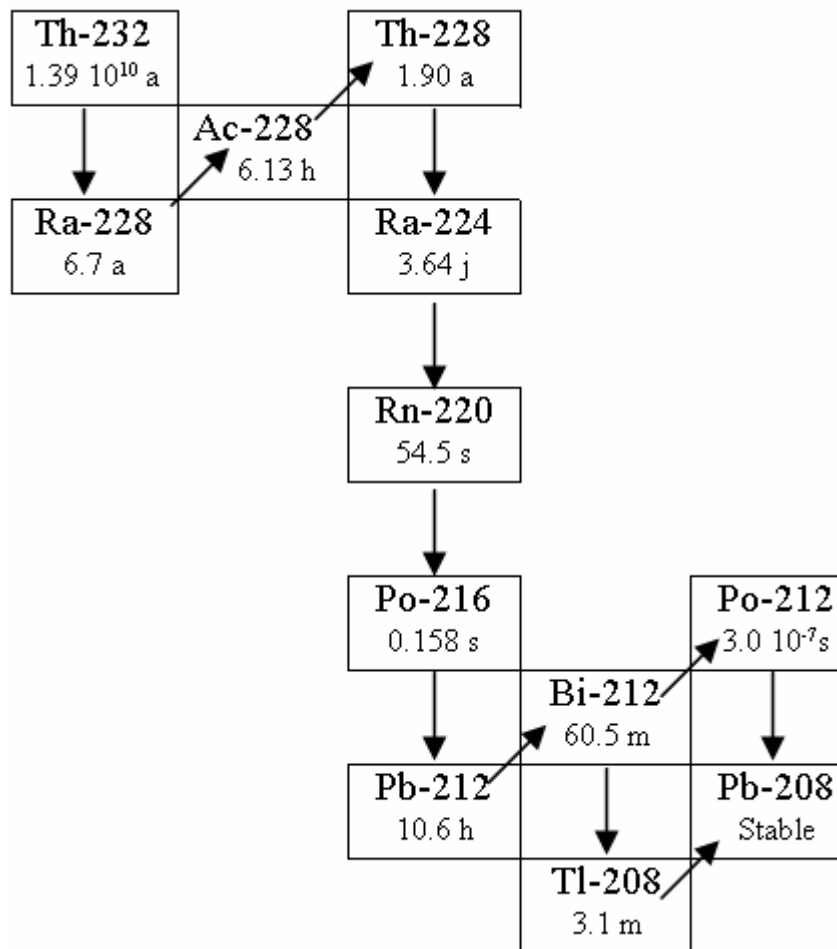 Th-232
1.39 10¹⁰ a
Th-228
1.90 a
Ac-228
6.13 h
Ra-228
6.7 a
Ra-224
3.64 j
Rn-220
54.5 s
Po-216
0.158 s
Po-212
3.0 10⁻⁷s
Bi-212
60.5 m
Pb-212
10.6 h
Pb-208
Stable
Tl-208
3.1 m